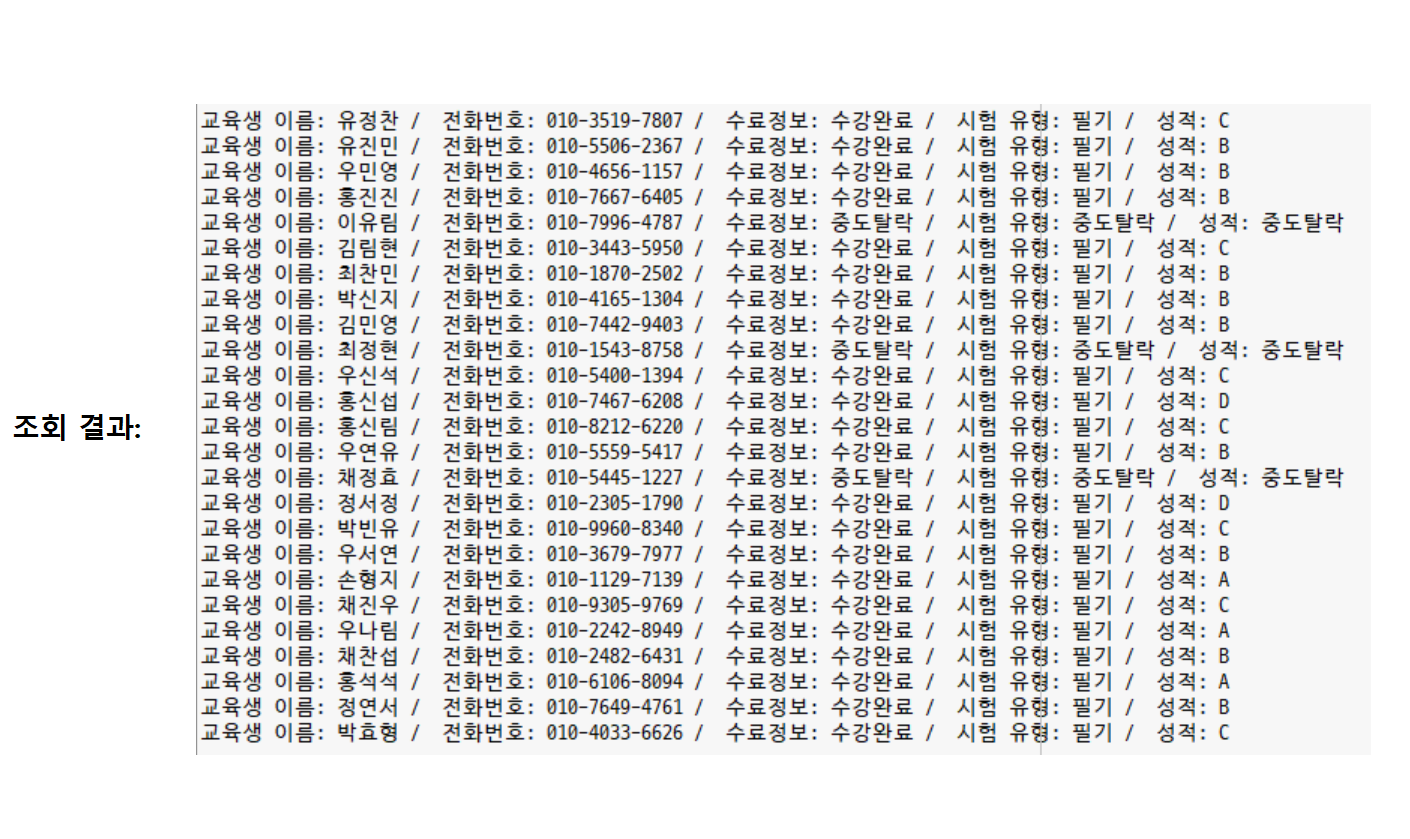 조회 결과:
교육생 이름: 유정찬 / 전화번호: 010-3519-7807 / 수료정보: 수강완료 / 시험 유형: 필기 / 성적: C
교육생 이름: 유진민 / 전화번호: 010-5506-2367 / 수료정보: 수강완료 / 시험 유형: 필기 / 성적: B
교육생 이름: 우민영 / 전화번호: 010-4656-1157 / 수료정보: 수강완료 / 시험 유형: 필기 / 성적: B
교육생 이름: 홍진진 / 전화번호: 010-7667-6405 / 수료정보: 수강완료 / 시험 유형: 필기 / 성적: B
교육생 이름: 이유림 / 전화번호: 010-7996-4787 / 수료정보: 중도탈락 / 시험 유형: 중도탈락 / 성적: 중도탈락
교육생 이름: 김림현 / 전화번호: 010-3443-5950 / 수료정보: 수강완료 / 시험 유형: 필기 / 성적: C
교육생 이름: 최찬민 / 전화번호: 010-1870-2502 / 수료정보: 수강완료 / 시험 유형: 필기 / 성적: B
교육생 이름: 박신지 / 전화번호: 010-4165-1304 / 수료정보: 수강완료 / 시험 유형: 필기 / 성적: B
교육생 이름: 김민영 / 전화번호: 010-7442-9403 / 수료정보: 수강완료 / 시험 유형: 필기 / 성적: B
교육생 이름: 최정현 / 전화번호: 010-1543-8758 / 수료정보: 중도탈락 / 시험 유형: 중도탈락 / 성적: 중도탈락
교육생 이름: 우신석 / 전화번호: 010-5400-1394 / 수료정보: 수강완료 / 시험 유형: 필기 / 성적: C
교육생 이름: 홍신섭 / 전화번호: 010-7467-6208 / 수료정보: 수강완료 / 시험 유형: 필기 / 성적: D
교육생 이름: 홍신림 / 전화번호: 010-8212-6220 / 수료정보: 수강완료 / 시험 유형: 필기 / 성적: C
교육생 이름: 우연유 / 전화번호: 010-5559-5417 / 수료정보: 수강완료 / 시험 유형: 필기 / 성적: B
교육생 이름: 채정효 / 전화번호: 010-5445-1227 / 수료정보: 중도탈락 / 시험 유형: 중도탈락 / 성적: 중도탈락
교육생 이름: 정서정 / 전화번호: 010-2305-1790 / 수료정보: 수강완료 / 시험 유형: 필기 / 성적: D
교육생 이름: 박빈유 / 전화번호: 010-9960-8340 / 수료정보: 수강완료 / 시험 유형: 필기 / 성적: C
교육생 이름: 우서연 / 전화번호: 010-3679-7977 / 수료정보: 수강완료 / 시험 유형: 필기 / 성적: B
교육생 이름: 손형지 / 전화번호: 010-1129-7139 / 수료정보: 수강완료 / 시험 유형: 필기 / 성적: A
교육생 이름: 채진우 / 전화번호: 010-9305-9769 / 수료정보: 수강완료 / 시험 유형: 필기 / 성적: C
교육생 이름: 우나림 / 전화번호: 010-2242-8949 / 수료정보: 수강완료 / 시험 유형: 필기 / 성적: A
교육생 이름: 채찬섭 / 전화번호: 010-2482-6431 / 수료정보: 수강완료 / 시험 유형: 필기 / 성적: B
교육생 이름: 홍석석 / 전화번호: 010-6106-8094 / 수료정보: 수강완료 / 시험 유형: 필기 / 성적: A
교육생 이름: 정연서 / 전화번호: 010-7649-4761 / 수료정보: 수강완료 / 시험 유형: 필기 / 성적: B
교육생 이름: 박효형 / 전화번호: 010-4033-6626 / 수료정보: 수강완료 / 시험 유형: 필기 / 성적: C